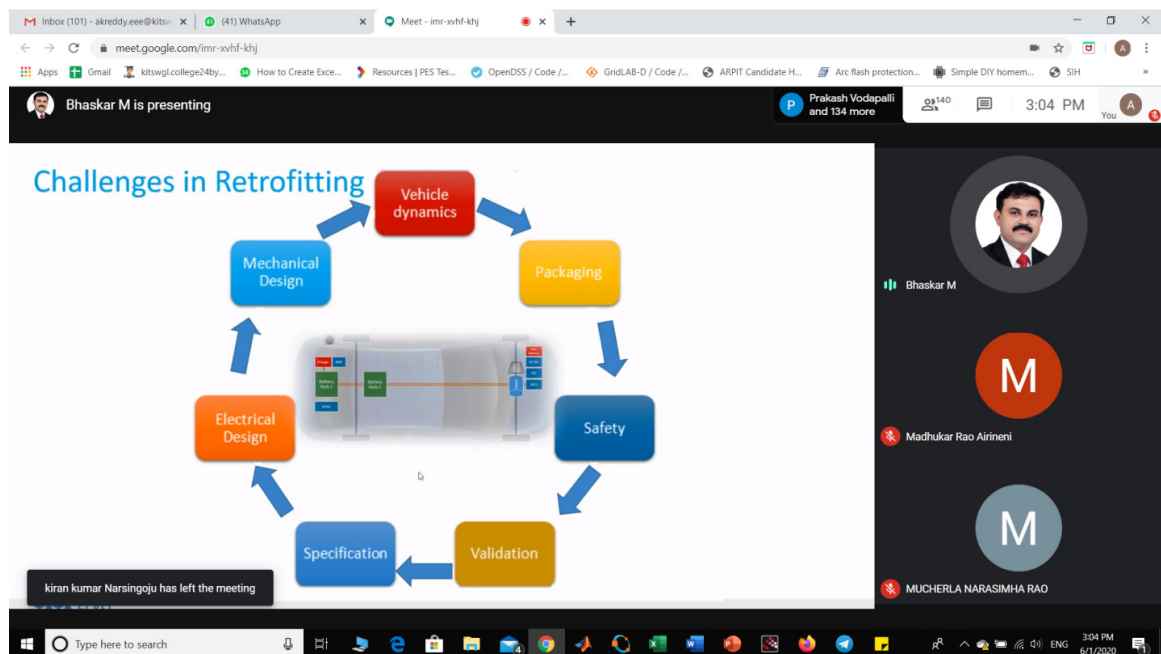 Inbox (101) - akreddy.eee@kitsw
(41) WhatsApp
Meet - imr-xvhf-khj
meet.google.com/imr-xvhf-khj
A
Apps
Gmail
kitswgl.college24by...
How to Create Exce...
Resources | PES Tes...
OpenDSS / Code /...
GridLAB-D / Code /...
ARPIT Candidate H...
Arc flash protection...
Simple DIY homem...
SIH
»
Bhaskar M is presenting
P
Prakash Vodapalli
and 134 more
140
3:04 PM
You
A
Challenges in Retrofitting
Vehicle
dynamics
Mechanical
Design
Packaging
Battery
Pack-2
Electrical
Design
Safety
Specification
Validation
kiran kumar Narsingoju has left the meeting
Bhaskar M
M
Madhukar Rao Airineni
M
MUCHERLA NARASIMHA RAO
Type here to search
ENG
3:04 PM
6/1/2020